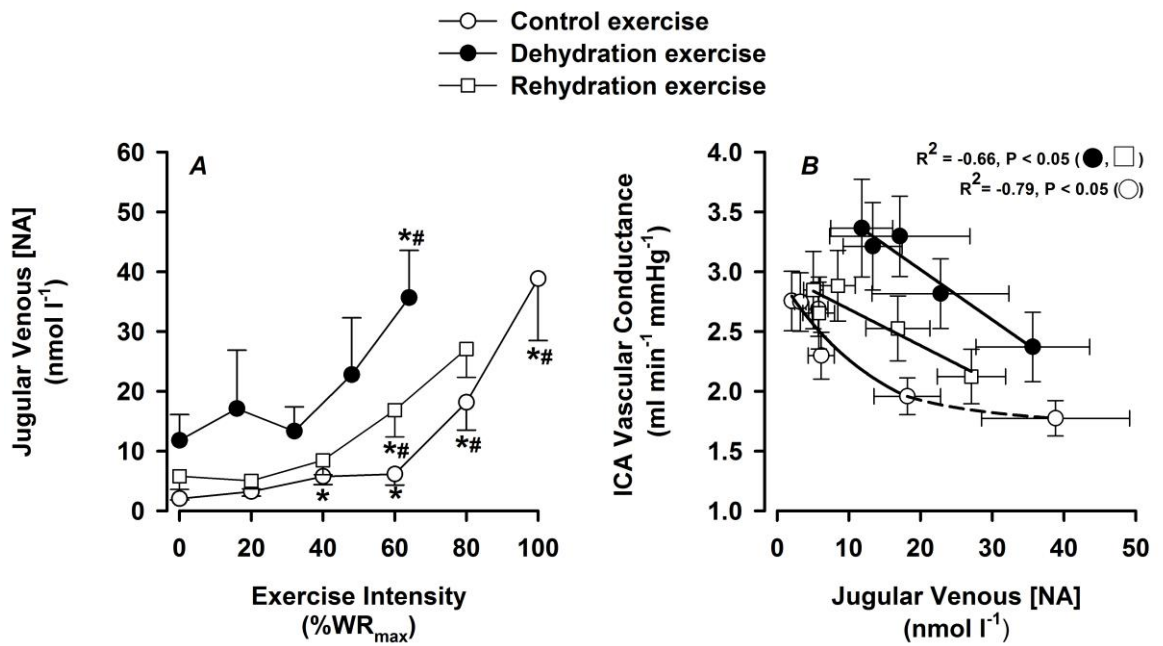 Control exercise
Dehydration exercise
Rehydration exercise
A
60
50
40
30
20
10
0
0 20 40 60 80 100
Jugular Venous [NA]
(nmol l⁻¹)
Exercise Intensity
(%WRmax)
*#
*
*
*#
*#
*#
B
R² = -0.66, P < 0.05 (●, □)
R² = -0.79, P < 0.05 (○)
4.0
3.5
3.0
2.5
2.0
1.5
1.0
0 10 20 30 40 50
ICA Vascular Conductance
(ml min⁻¹ mmHg⁻¹)
Jugular Venous [NA]
(nmol l⁻¹)